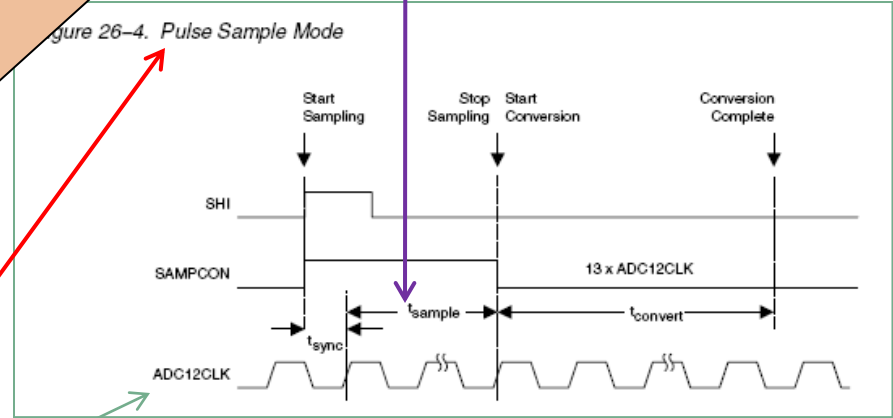 gure 26–4. Pulse Sample Mode
Start Sampling
Stop Sampling
Start Conversion
Conversion Complete
SHI
SAMPCON
13 x ADC12CLK
tsample
tconvert
tsync
ADC12CLK